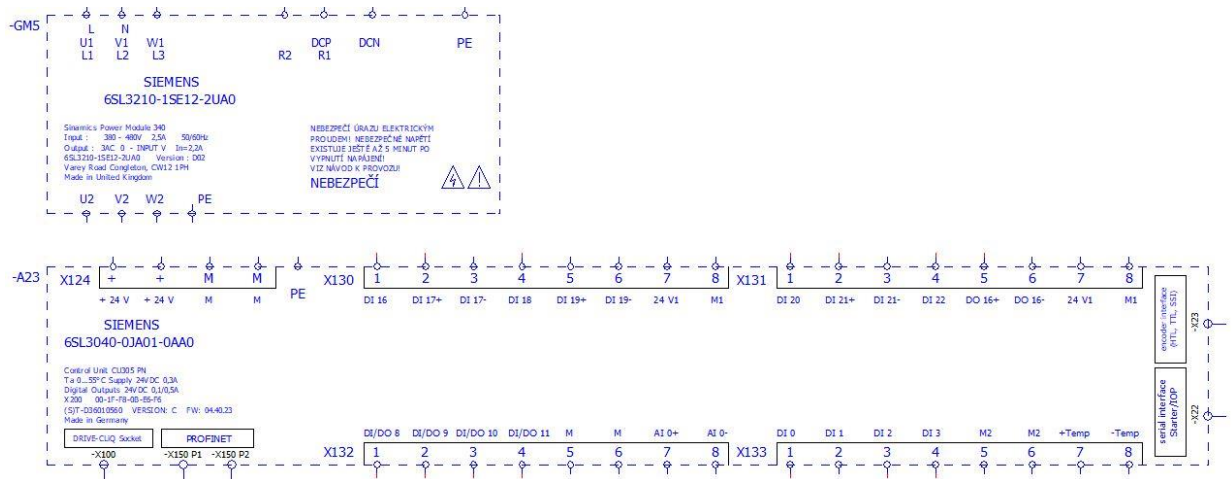 -GM5
L N
U1 V1 W1 DCP DCN PE
L1 L2 L3 R2 R1
SIEMENS
6SL3210-1SE12-2UA0
Sinamics Power Module 340
Input : 380 - 480V 2,5A 50/60Hz
Output : 3AC 0 - INPUT V In=2,2A
6SL3210-1SE12-2UA0 Version : D02
Varey Road Congleton, CW12 1PH
Made in United Kingdom
NEBEZPEČÍ ÚRAZU ELEKTRICKÝM
PROUDEM! NEBEZPEČNÉ NAPĚTÍ
EXISTUJE JEŠTĚ AŽ 5 MINUT PO
VYPNUTÍ NAPÁJENÍ!
VIZ NÁVOD K PROVOZU!
NEBEZPEČÍ
U2 V2 W2 PE
-A23 X124 + + M M PE X130 1 2 3 4 5 6 7 8 X131 1 2 3 4 5 6 7 8
+ 24 V + 24 V M M DI 16 DI 17+ DI 17- DI 18 DI 19+ DI 19- 24 V1 M1 DI 20 DI 21+ DI 21- DI 22 DO 16+ DO 16- 24 V1 M1
SIEMENS
6SL3040-0JA01-0AA0
Control Unit CU305 PN
Ta 0...55°C Supply 24VDC 0,3A
Digital Outputs 24VDC 0,1/0,5A
X200 00-1F-F8-0B-E6-F6
(S)T-D36010560 VERSION: C FW: 04.40.23
Made in Germany
DRIVE-CLiQ Socket PROFINET
-X100 -X150 P1 -X150 P2
encoder interface
(HTL, TTL, SSI)
-X23
serial interface
Starter/IOP
-X22
DI/DO 8 DI/DO 9 DI/DO 10 DI/DO 11 M M AI 0+ AI 0- DI 0 DI 1 DI 2 DI 3 M2 M2 +Temp -Temp
X132 1 2 3 4 5 6 7 8 X133 1 2 3 4 5 6 7 8